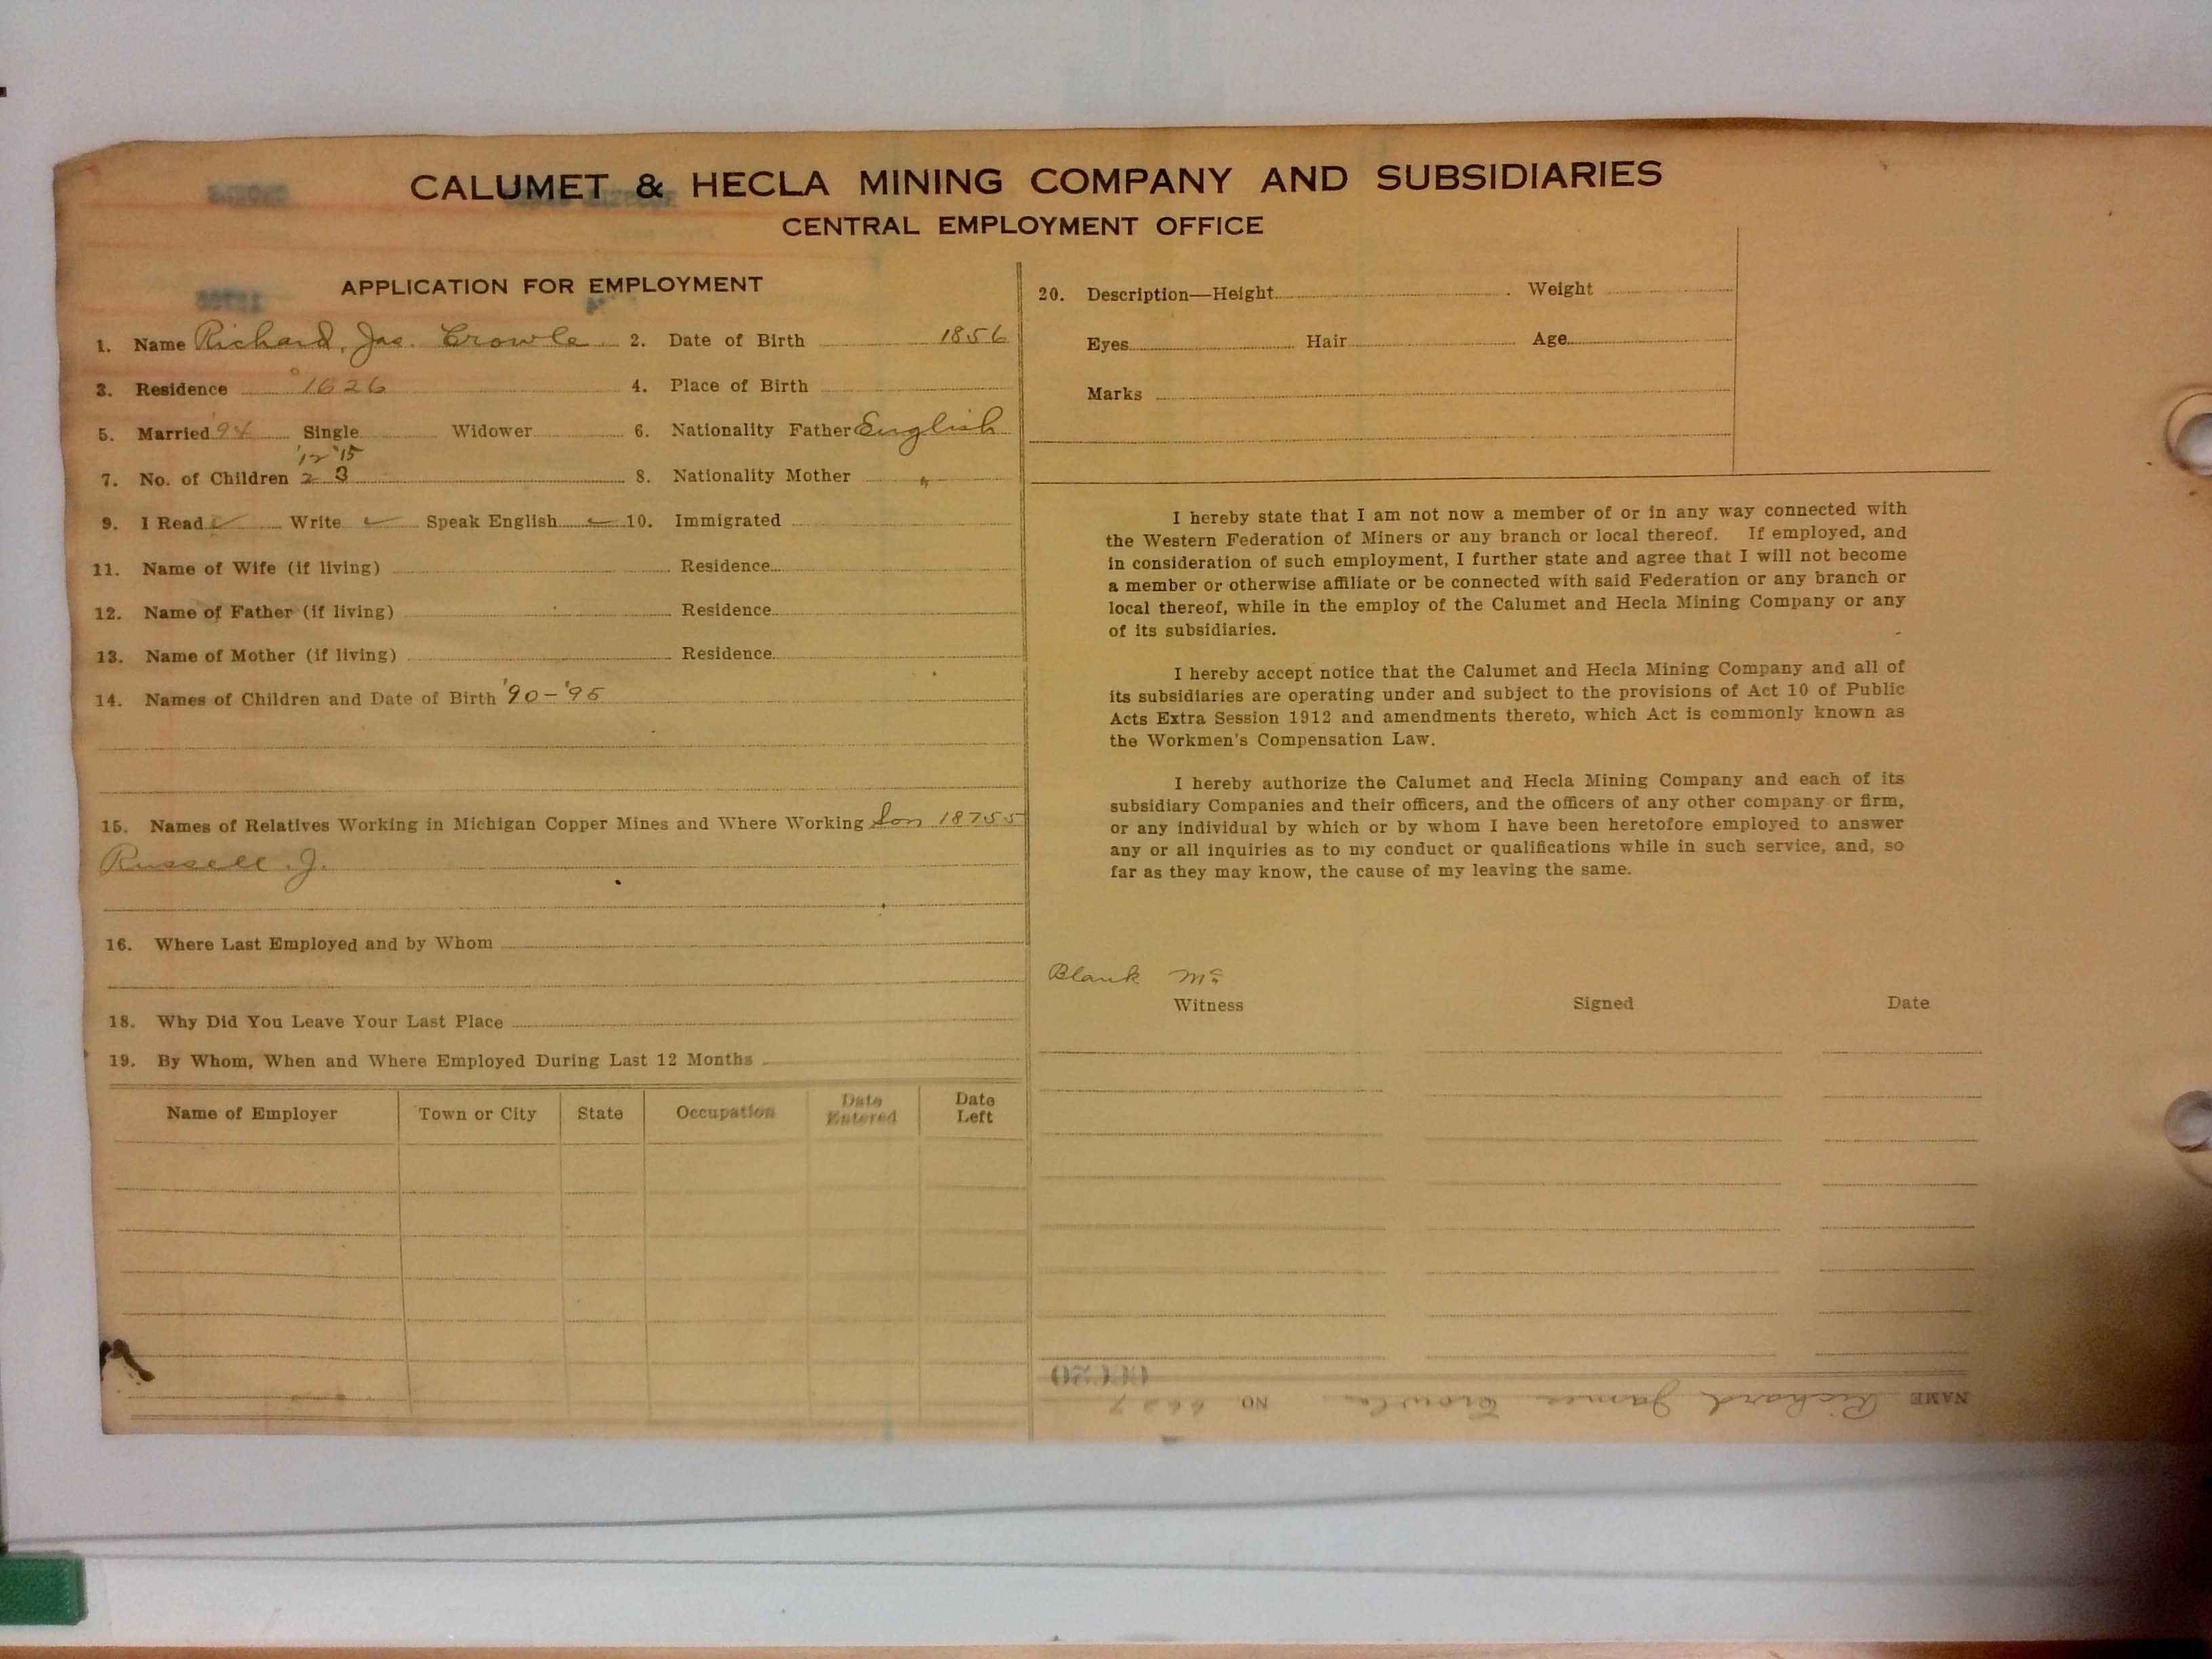 CALUMET & HECLA MINING COMPANY AND SUBSIDIARIES
CENTRAL EMPLOYMENT OFFICE
APPLICATION FOR EMPLOYMENT
1. Name Richard, Jas. Crowle 2. Date of Birth 1856
3. Residence 1626 4. Place of Birth
5. Married '94 Single Widower 6. Nationality Father English
'12 '15
7. No. of Children 2 3 8. Nationality Mother "
9. I Read ✓ Write ✓ Speak English ✓ 10. Immigrated
11. Name of Wife (if living) Residence
12. Name of Father (if living) Residence
13. Name of Mother (if living) Residence
14. Names of Children and Date of Birth '90-'95
15. Names of Relatives Working in Michigan Copper Mines and Where Working Son 18755
Russell J.
16. Where Last Employed and by Whom
18. Why Did You Leave Your Last Place
19. By Whom, When and Where Employed During Last 12 Months
Name of Employer Town or City State Occupation Date Entered Date Left
20. Description—Height Weight
Eyes Hair Age
Marks
I hereby state that I am not now a member of or in any way connected with
the Western Federation of Miners or any branch or local thereof. If employed, and
in consideration of such employment, I further state and agree that I will not become
a member or otherwise affiliate or be connected with said Federation or any branch or
local thereof, while in the employ of the Calumet and Hecla Mining Company or any
of its subsidiaries.
I hereby accept notice that the Calumet and Hecla Mining Company and all of
its subsidiaries are operating under and subject to the provisions of Act 10 of Public
Acts Extra Session 1912 and amendments thereto, which Act is commonly known as
the Workmen's Compensation Law.
I hereby authorize the Calumet and Hecla Mining Company and each of its
subsidiary Companies and their officers, and the officers of any other company or firm,
or any individual by which or by whom I have been heretofore employed to answer
any or all inquiries as to my conduct or qualifications while in such service, and, so
far as they may know, the cause of my leaving the same.
Blank Mc
Witness Signed Date
NAME Richard James Crowle NO.